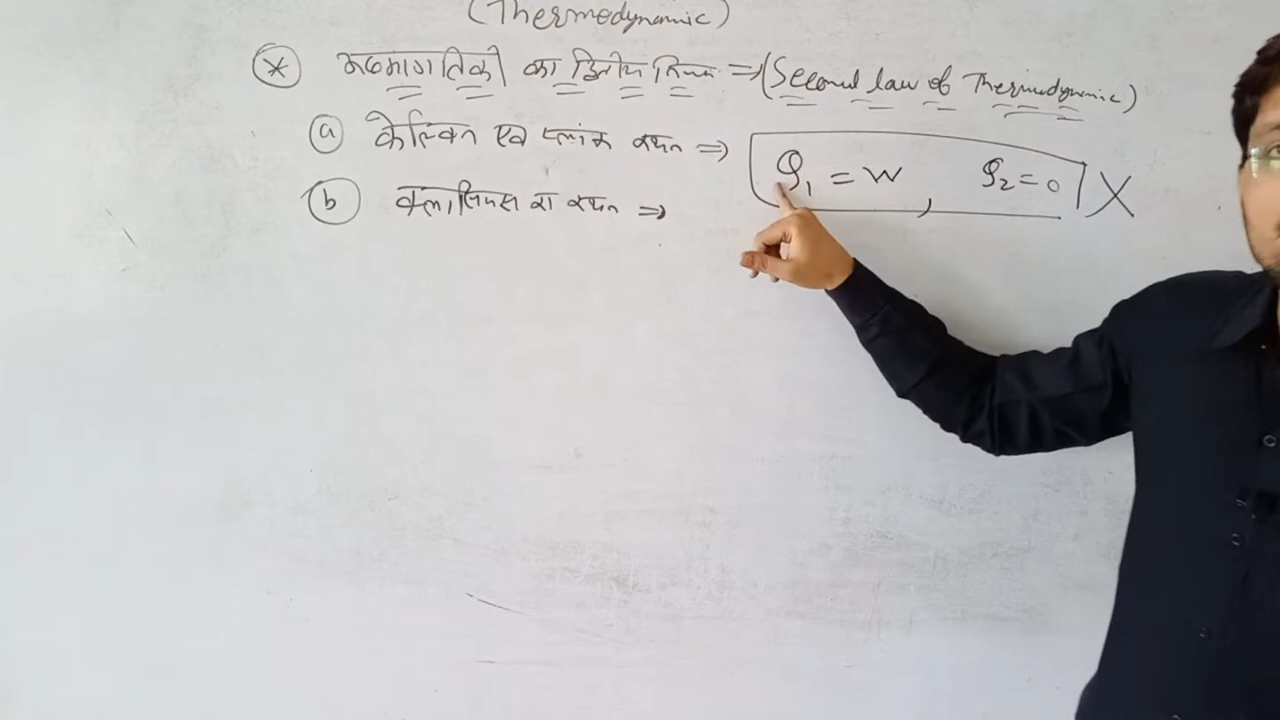 (Thermodynamic)
* ऊष्मागतिकी का द्वितीय नियम ⇒ (Second law of Thermodynamic)
(a) केल्विन एवं प्लांक कथन ⇒ Q₁ = W, Q₂ = 0 X
(b) क्लासियस का कथन ⇒